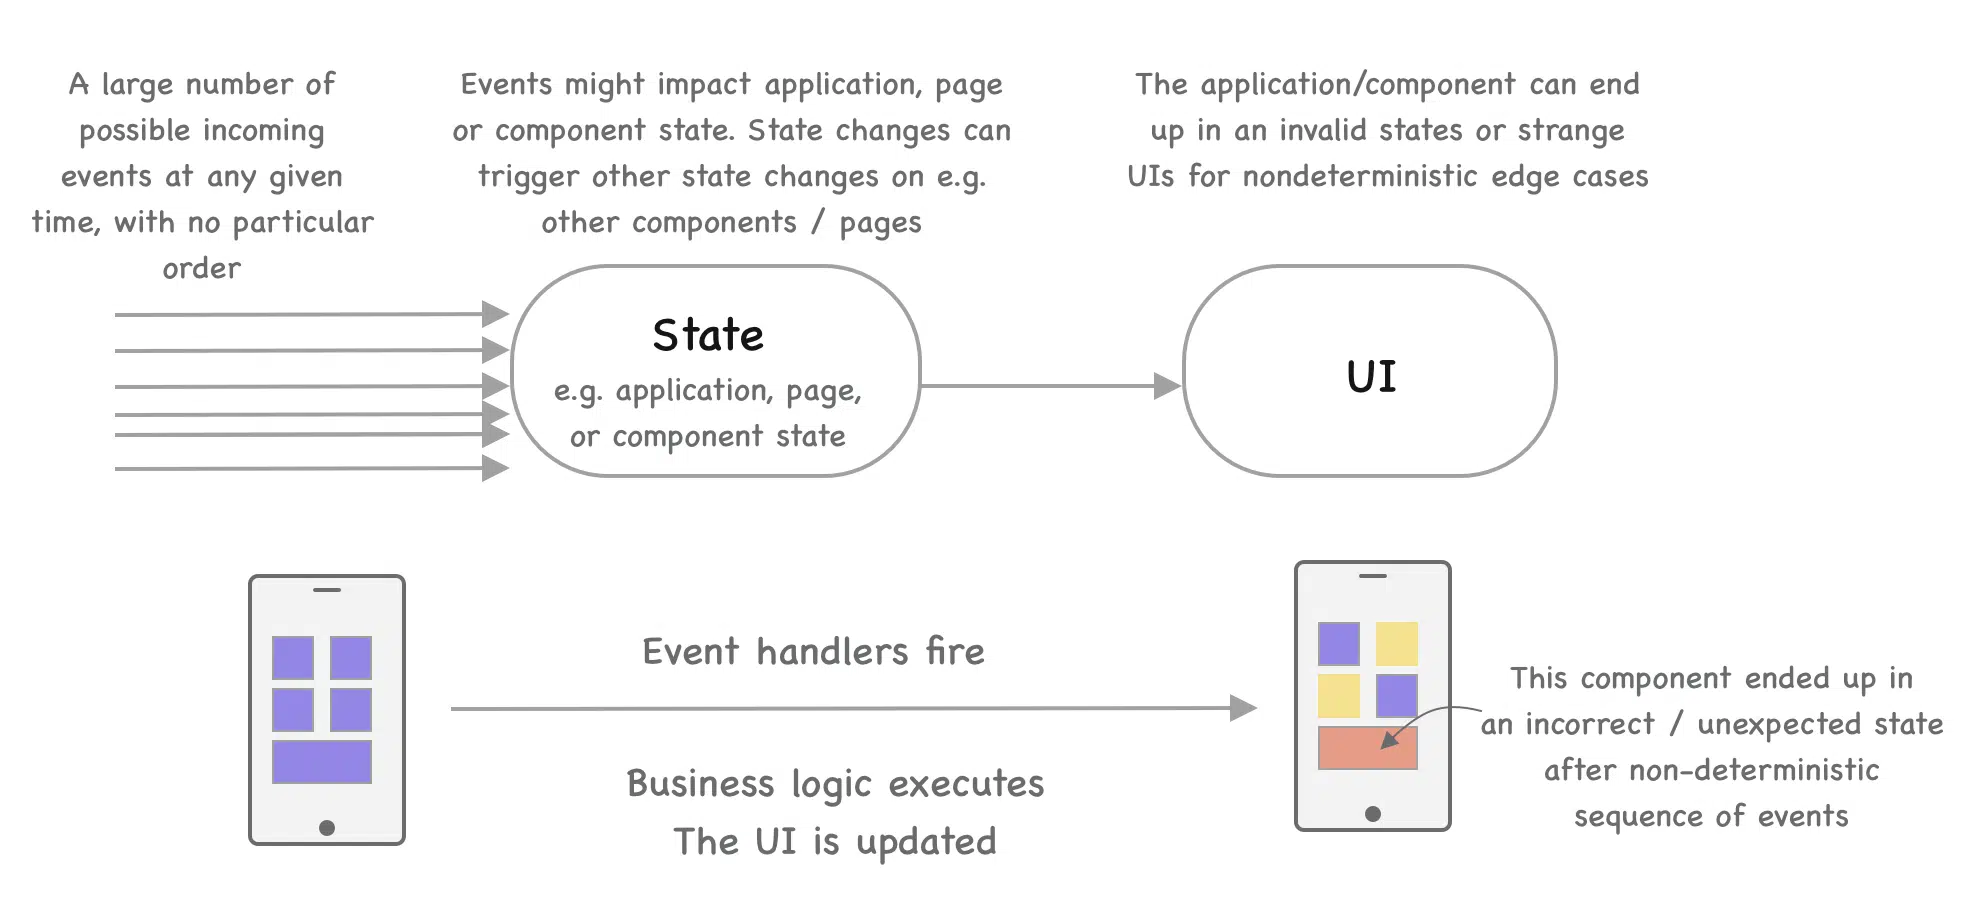 A large number of
possible incoming
events at any given
time, with no particular
order
Events might impact application, page
or component state. State changes can
trigger other state changes on e.g.
other components / pages
The application/component can end
up in an invalid states or strange
UIs for nondeterministic edge cases
State
e.g. application, page,
or component state
UI
Event handlers fire
Business logic executes
The UI is updated
This component ended up in
an incorrect / unexpected state
after non-deterministic
sequence of events